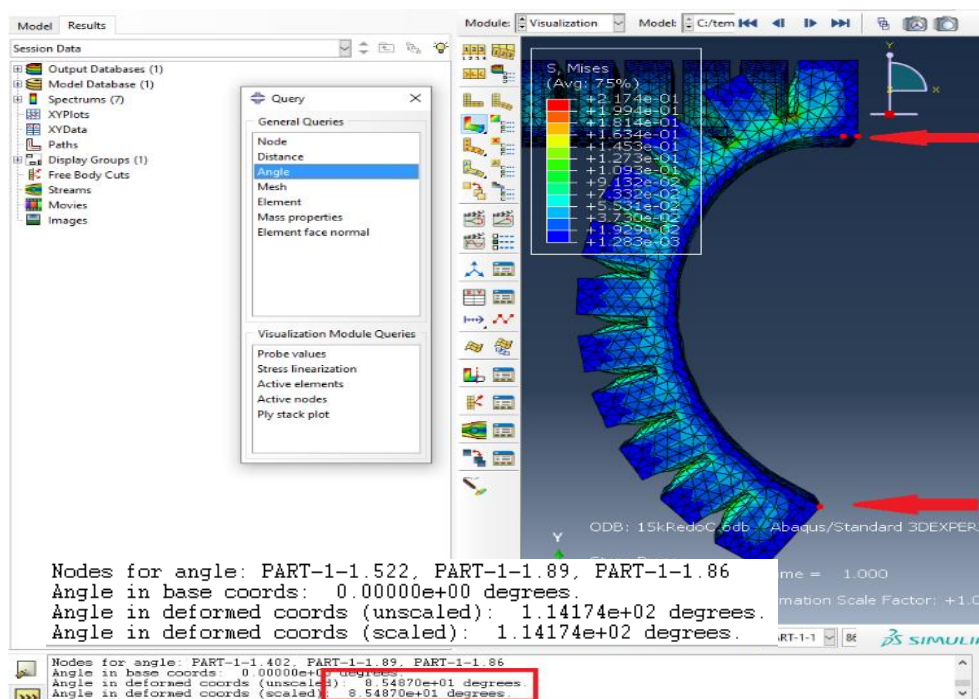 Model Results
Module: Visualization Model: C:/tem
Session Data
Output Databases (1)
Model Database (1)
Spectrums (7)
XYPlots
XYData
Paths
Display Groups (1)
Free Body Cuts
Streams
Movies
Images
Query
General Queries
Node
Distance
Angle
Mesh
Element
Mass properties
Element face normal
Visualization Module Queries
Probe values
Stress linearization
Active elements
Active nodes
Ply stack plot
S, Mises
(Avg: 75%)
+2.174e-01
+1.994e-01
+1.814e-01
+1.634e-01
+1.453e-01
+1.273e-01
+1.093e-01
+9.132e-02
+7.332e-02
+5.531e-02
+3.730e-02
+1.929e-02
+1.283e-03
Y
X
ODB: 15kRedoC.odb Abaqus/Standard 3DEXPER
Y
me = 1.000
mation Scale Factor: +1.0
Nodes for angle: PART-1-1.522, PART-1-1.89, PART-1-1.86
Angle in base coords: 0.00000e+00 degrees.
Angle in deformed coords (unscaled): 1.14174e+02 degrees.
Angle in deformed coords (scaled): 1.14174e+02 degrees.
RT-1-1 86 SIMULI
Nodes for angle: PART-1-1.402, PART-1-1.89, PART-1-1.86
Angle in base coords: 0.00000e+00 degrees.
Angle in deformed coords (unscaled): 8.54870e+01 degrees.
Angle in deformed coords (scaled): 8.54870e+01 degrees.